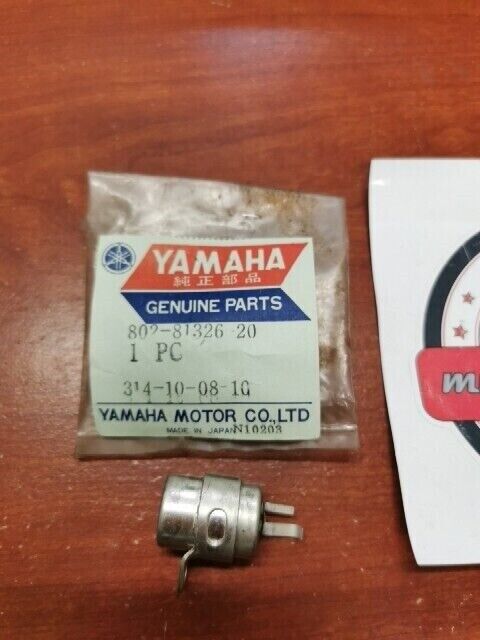 YAMAHA
純正部品
GENUINE PARTS
802-81326-20
1 PC
314-10-08-1
YAMAHA MOTOR CO.,LTD
MADE IN JAPAN N10203